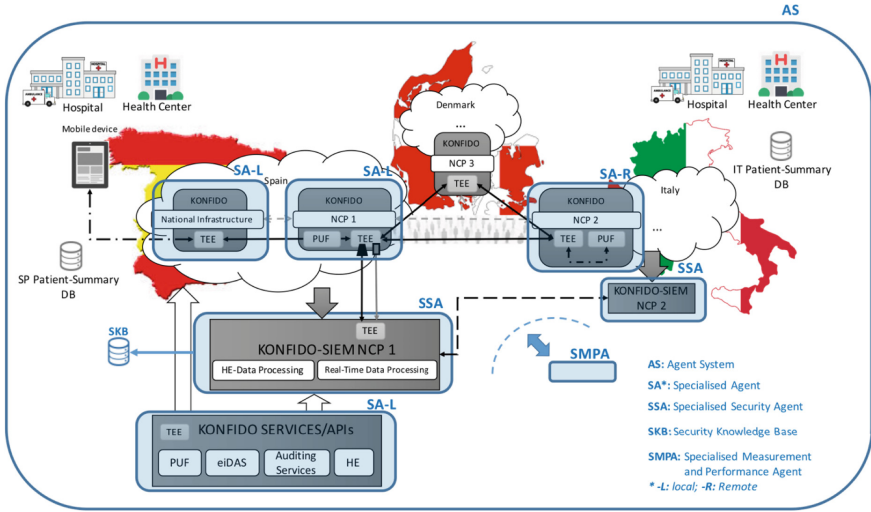 AS
HOSPITAL
AMBULANCE
Hospital
H
Health Center
Mobile device
Denmark
...
KONFIDO
NCP 3
TEE
HOSPITAL
AMBULANCE
Hospital
H
Health Center
IT Patient-Summary
DB
SA-L
Spain
KONFIDO
National Infrastructure
TEE
SA-L
KONFIDO
NCP 1
PUF
TEE
SA-R
KONFIDO
NCP 2
TEE
PUF
Italy
...
SP Patient-Summary
DB
SSA
KONFIDO-SIEM
NCP 2
SSA
TEE
KONFIDO-SIEM NCP 1
HE-Data Processing
Real-Time Data Processing
SKB
SMPA
SA-L
TEE
KONFIDO SERVICES/APIs
PUF
eiDAS
Auditing
Services
HE
AS: Agent System
SA*: Specialised Agent
SSA: Specialised Security Agent
SKB: Security Knowledge Base
SMPA: Specialised Measurement
and Performance Agent
* -L: local; -R: Remote